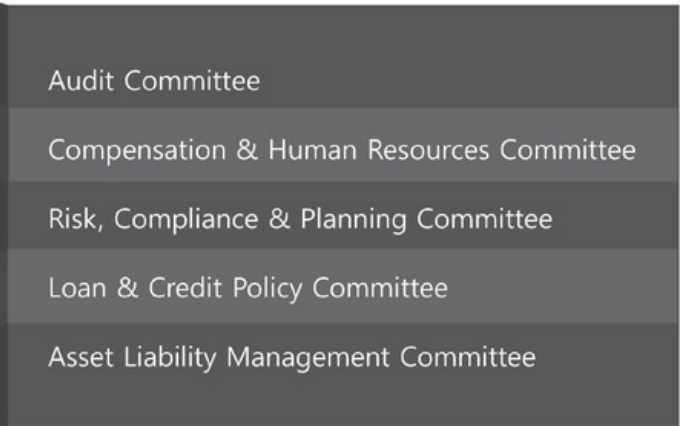 Audit Committee
Compensation & Human Resources Committee
Risk, Compliance & Planning Committee
Loan & Credit Policy Committee
Asset Liability Management Committee